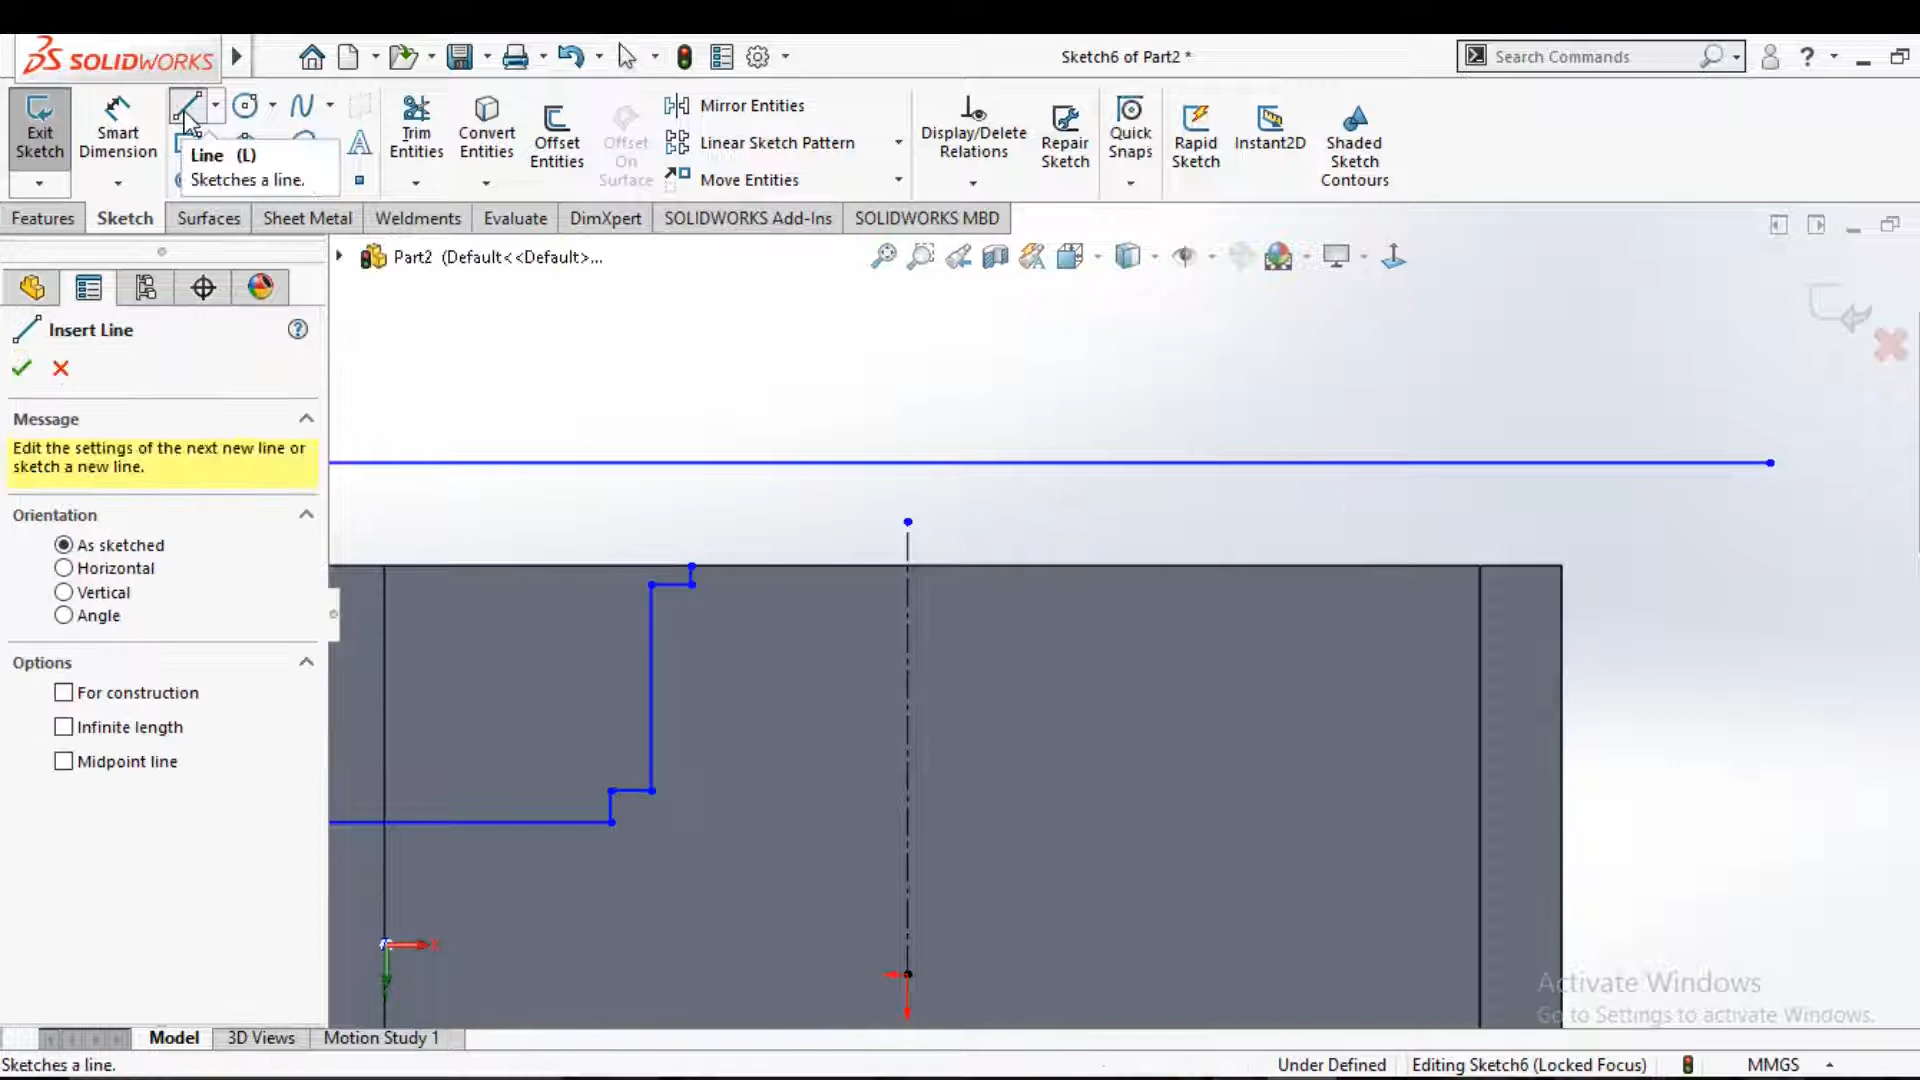 SOLIDWORKS
Sketch6 of Part2 *
Search Commands
?
Exit Sketch
Smart Dimension
Trim Entities
Convert Entities
Offset Entities
Offset On Surface
Mirror Entities
Linear Sketch Pattern
Move Entities
Display/Delete Relations
Repair Sketch
Quick Snaps
Rapid Sketch
Instant2D
Shaded Sketch Contours
Line (L)
Sketches a line.
Features
Sketch
Surfaces
Sheet Metal
Weldments
Evaluate
DimXpert
SOLIDWORKS Add-Ins
SOLIDWORKS MBD
Part2 (Default<<Default>...
Insert Line
?
Message
Edit the settings of the next new line or
sketch a new line.
Orientation
As sketched
Horizontal
Vertical
Angle
Options
For construction
Infinite length
Midpoint line
Activate Windows
Go to Settings to activate Windows.
Model
3D Views
Motion Study 1
Sketches a line.
Under Defined
Editing Sketch6 (Locked Focus)
MMGS